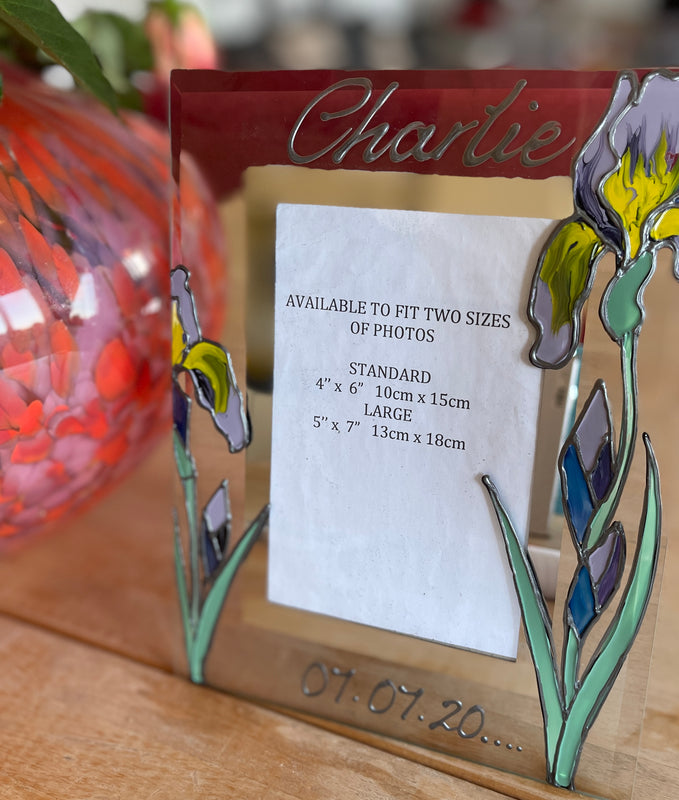 Charlie
AVAILABLE TO FIT TWO SIZES
OF PHOTOS
STANDARD
4” x 6” 10cm x 15cm
LARGE
5” x 7” 13cm x 18cm
07.07.20....